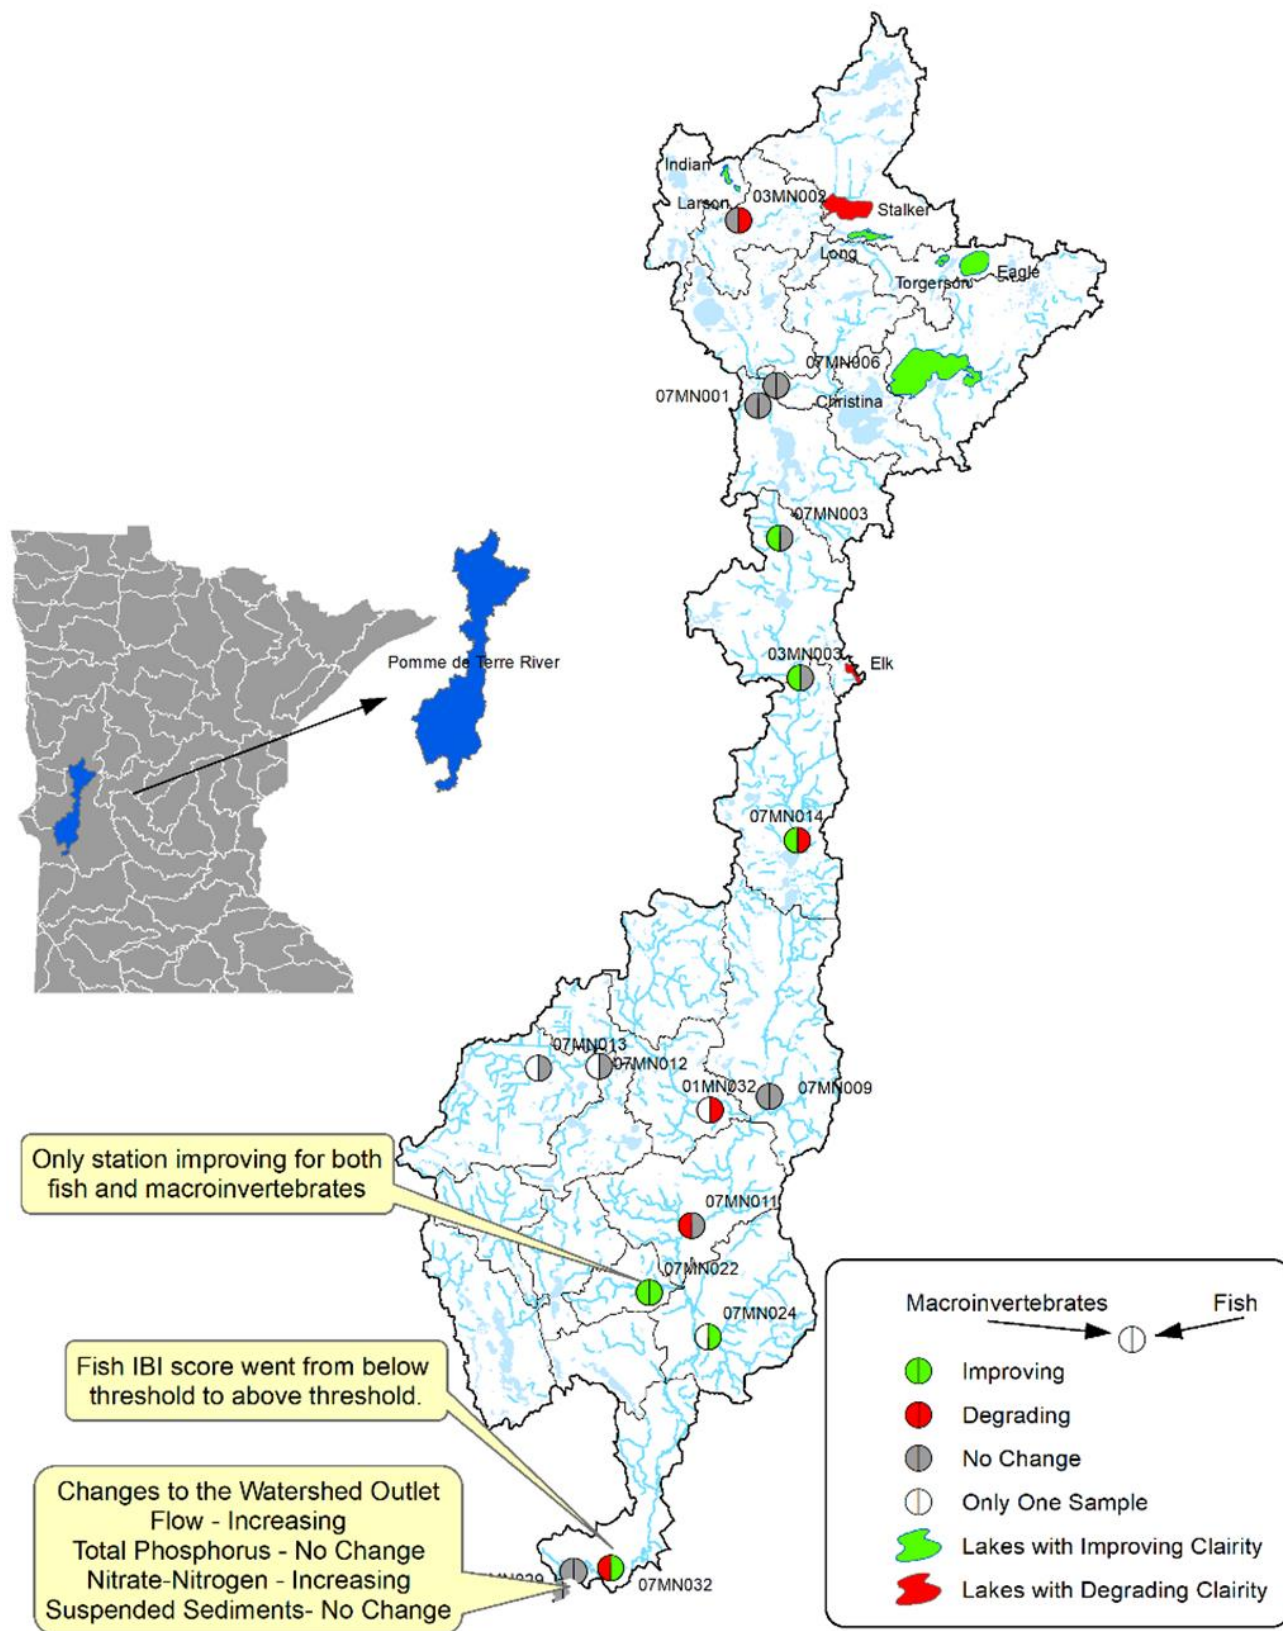 Indian
03MN002
Larson
Stalker
Long
Torgerson
Eagle
07MN006
07MN001
Christina
07MN003
Pomme de Terre River
03MN003
Elk
07MN014
07MN013
07MN012
01MN032
07MN009
Only station improving for both
fish and macroinvertebrates
07MN011
07MN022
07MN024
Fish IBI score went from below
threshold to above threshold.
Changes to the Watershed Outlet
Flow - Increasing
Total Phosphorus - No Change
Nitrate-Nitrogen - Increasing
Suspended Sediments- No Change
07MN032
Macroinvertebrates
Fish
Improving
Degrading
No Change
Only One Sample
Lakes with Improving Clairity
Lakes with Degrading Clairity